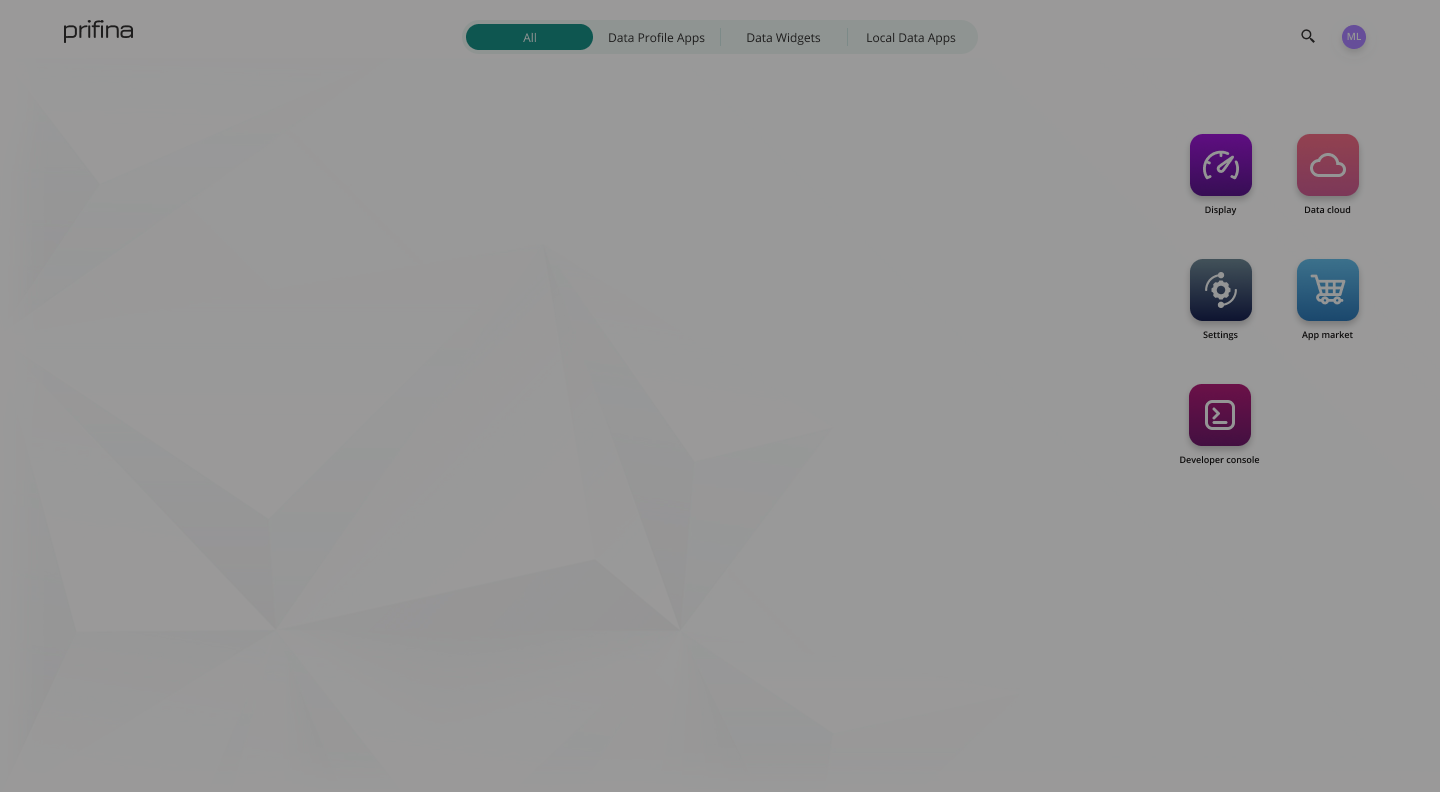 prifina
All
Data Profile Apps
Data Widgets
Local Data Apps
ML
Display
Data cloud
Settings
App market
Developer console